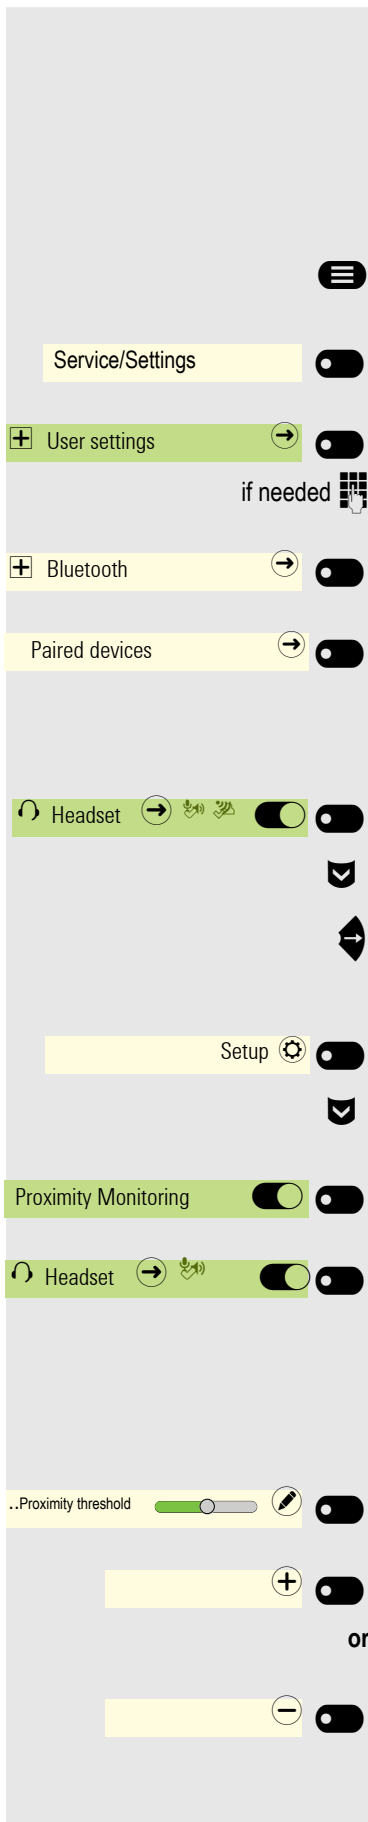 Service/Settings
User settings
if needed
Bluetooth
Paired devices
Headset
Setup
Proximity Monitoring
Headset
..Proximity threshold
or